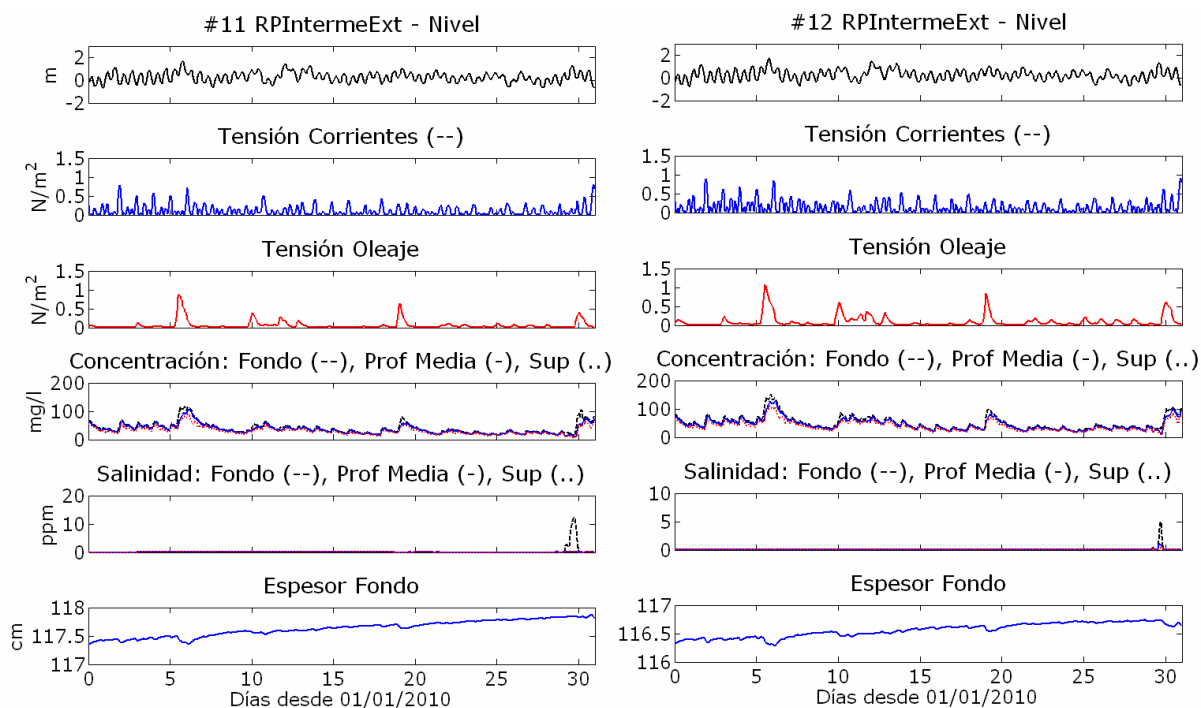 #11 RPIntermeExt - Nivel
2
0
-2
m
Tensión Corrientes (--)
1.5
1
0.5
0
N/m²
Tensión Oleaje
1.5
1
0.5
0
N/m²
Concentración: Fondo (--), Prof Media (-), Sup (..)
200
100
0
mg/l
Salinidad: Fondo (--), Prof Media (-), Sup (..)
20
10
0
ppm
Espesor Fondo
118
117.5
117
cm
0 5 10 15 20 25 30
Días desde 01/01/2010
#12 RPIntermeExt - Nivel
2
0
-2
Tensión Corrientes (--)
1.5
1
0.5
0
Tensión Oleaje
1.5
1
0.5
0
Concentración: Fondo (--), Prof Media (-), Sup (..)
200
100
0
Salinidad: Fondo (--), Prof Media (-), Sup (..)
10
5
0
Espesor Fondo
117
116.5
116
0 5 10 15 20 25 30
Días desde 01/01/2010